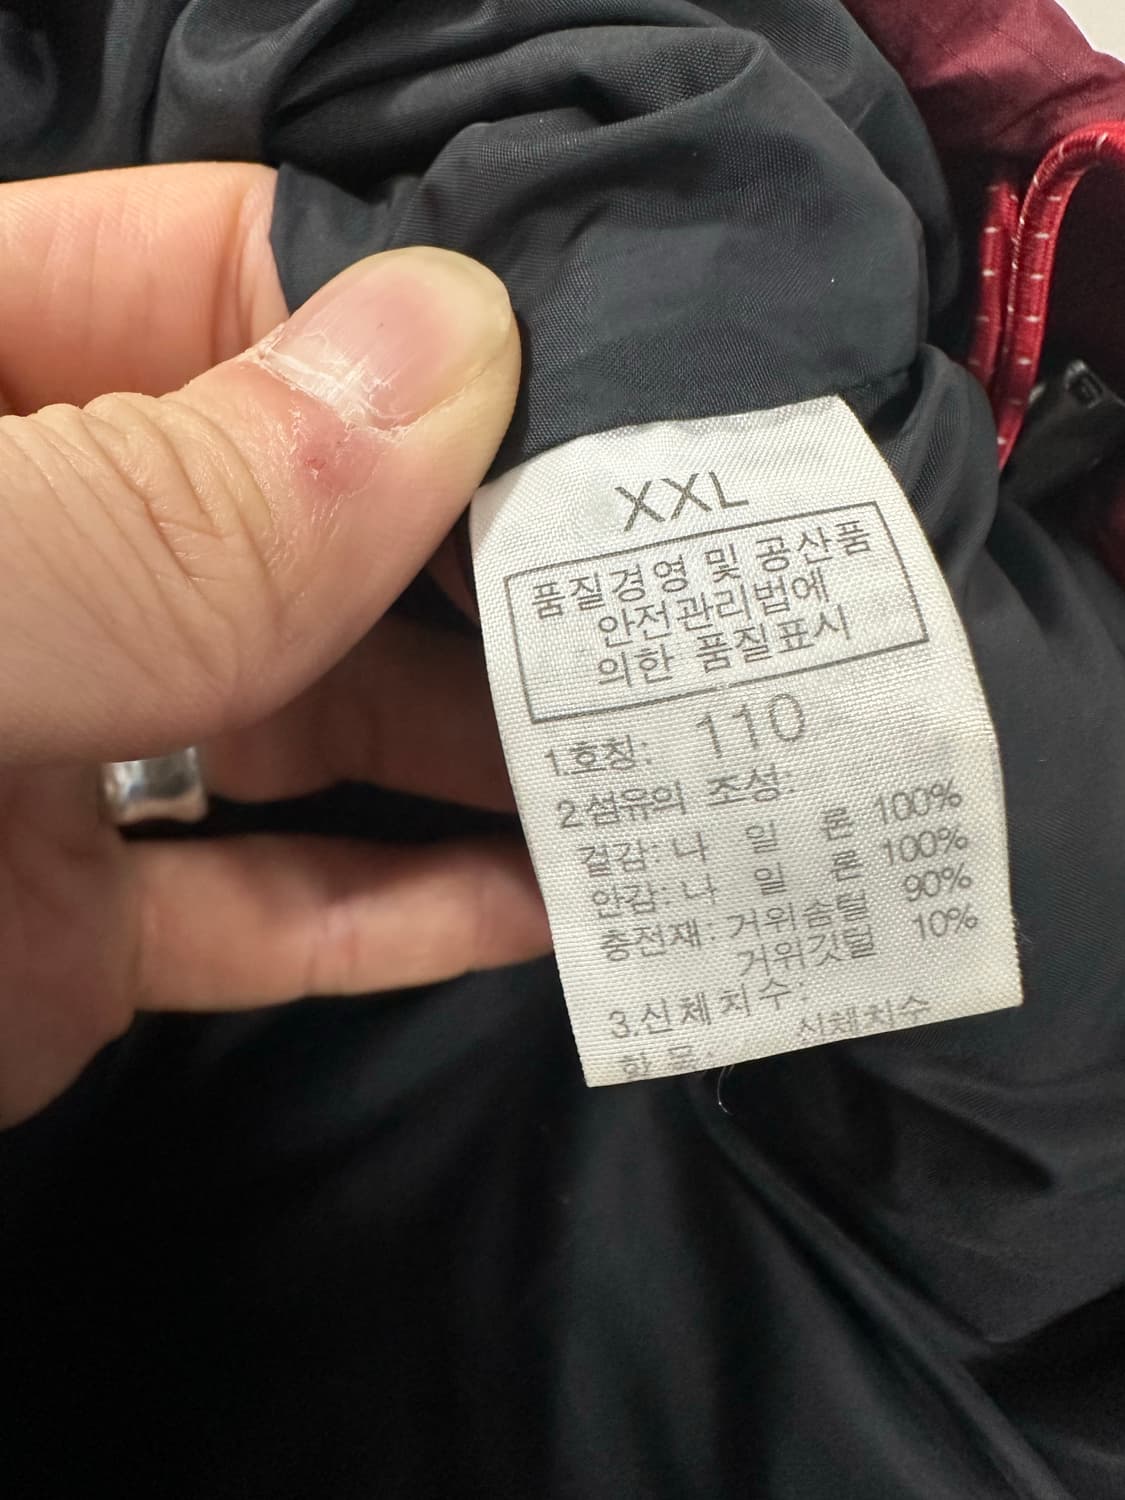 XXL
품질경영 및 공산품
안전관리법에
의한 품질표시
1.호칭: 110
2섬유의 조성:
겉감: 나 일 론 100%
안감: 나 일 론 100%
충전재: 거위솜털 90%
거위깃털 10%
3.신체치수:
항 목: 신체치수